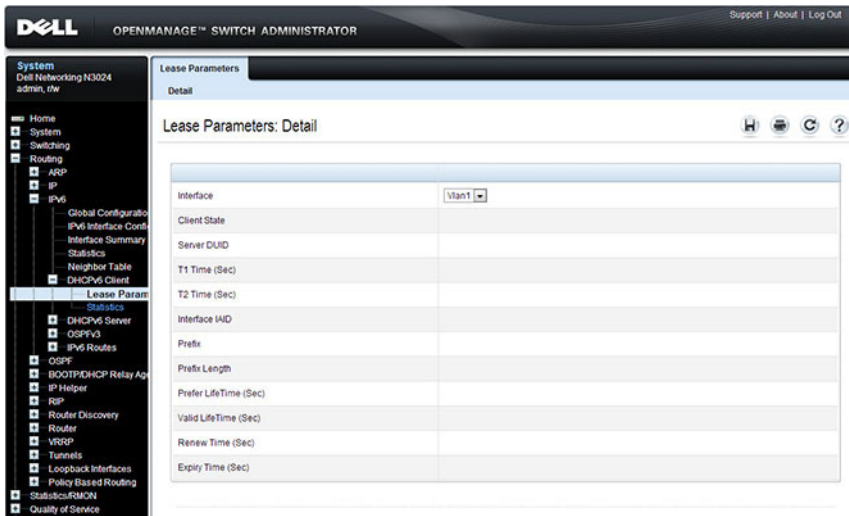 Support | About | Log Out
DELL
OPENMANAGE™ SWITCH ADMINISTRATOR
System
Dell Networking N3024
admin, r/w
Home
System
Switching
Routing
ARP
IP
IPv6
Global Configuratio
IPv6 Interface Confi
Interface Summary
Statistics
Neighbor Table
DHCPv6 Client
Lease Param
Statistics
DHCPv6 Server
OSPFv3
IPv6 Routes
OSPF
BOOTP/DHCP Relay Age
IP Helper
RIP
Router Discovery
Router
VRRP
Tunnels
Loopback Interfaces
Policy Based Routing
Statistics/RMON
Quality of Service
Lease Parameters
Detail
Lease Parameters: Detail
?
Interface Vlan1
Client State
Server DUID
T1 Time (Sec)
T2 Time (Sec)
Interface IAID
Prefix
Prefix Length
Prefer LifeTime (Sec)
Valid LifeTime (Sec)
Renew Time (Sec)
Expiry Time (Sec)